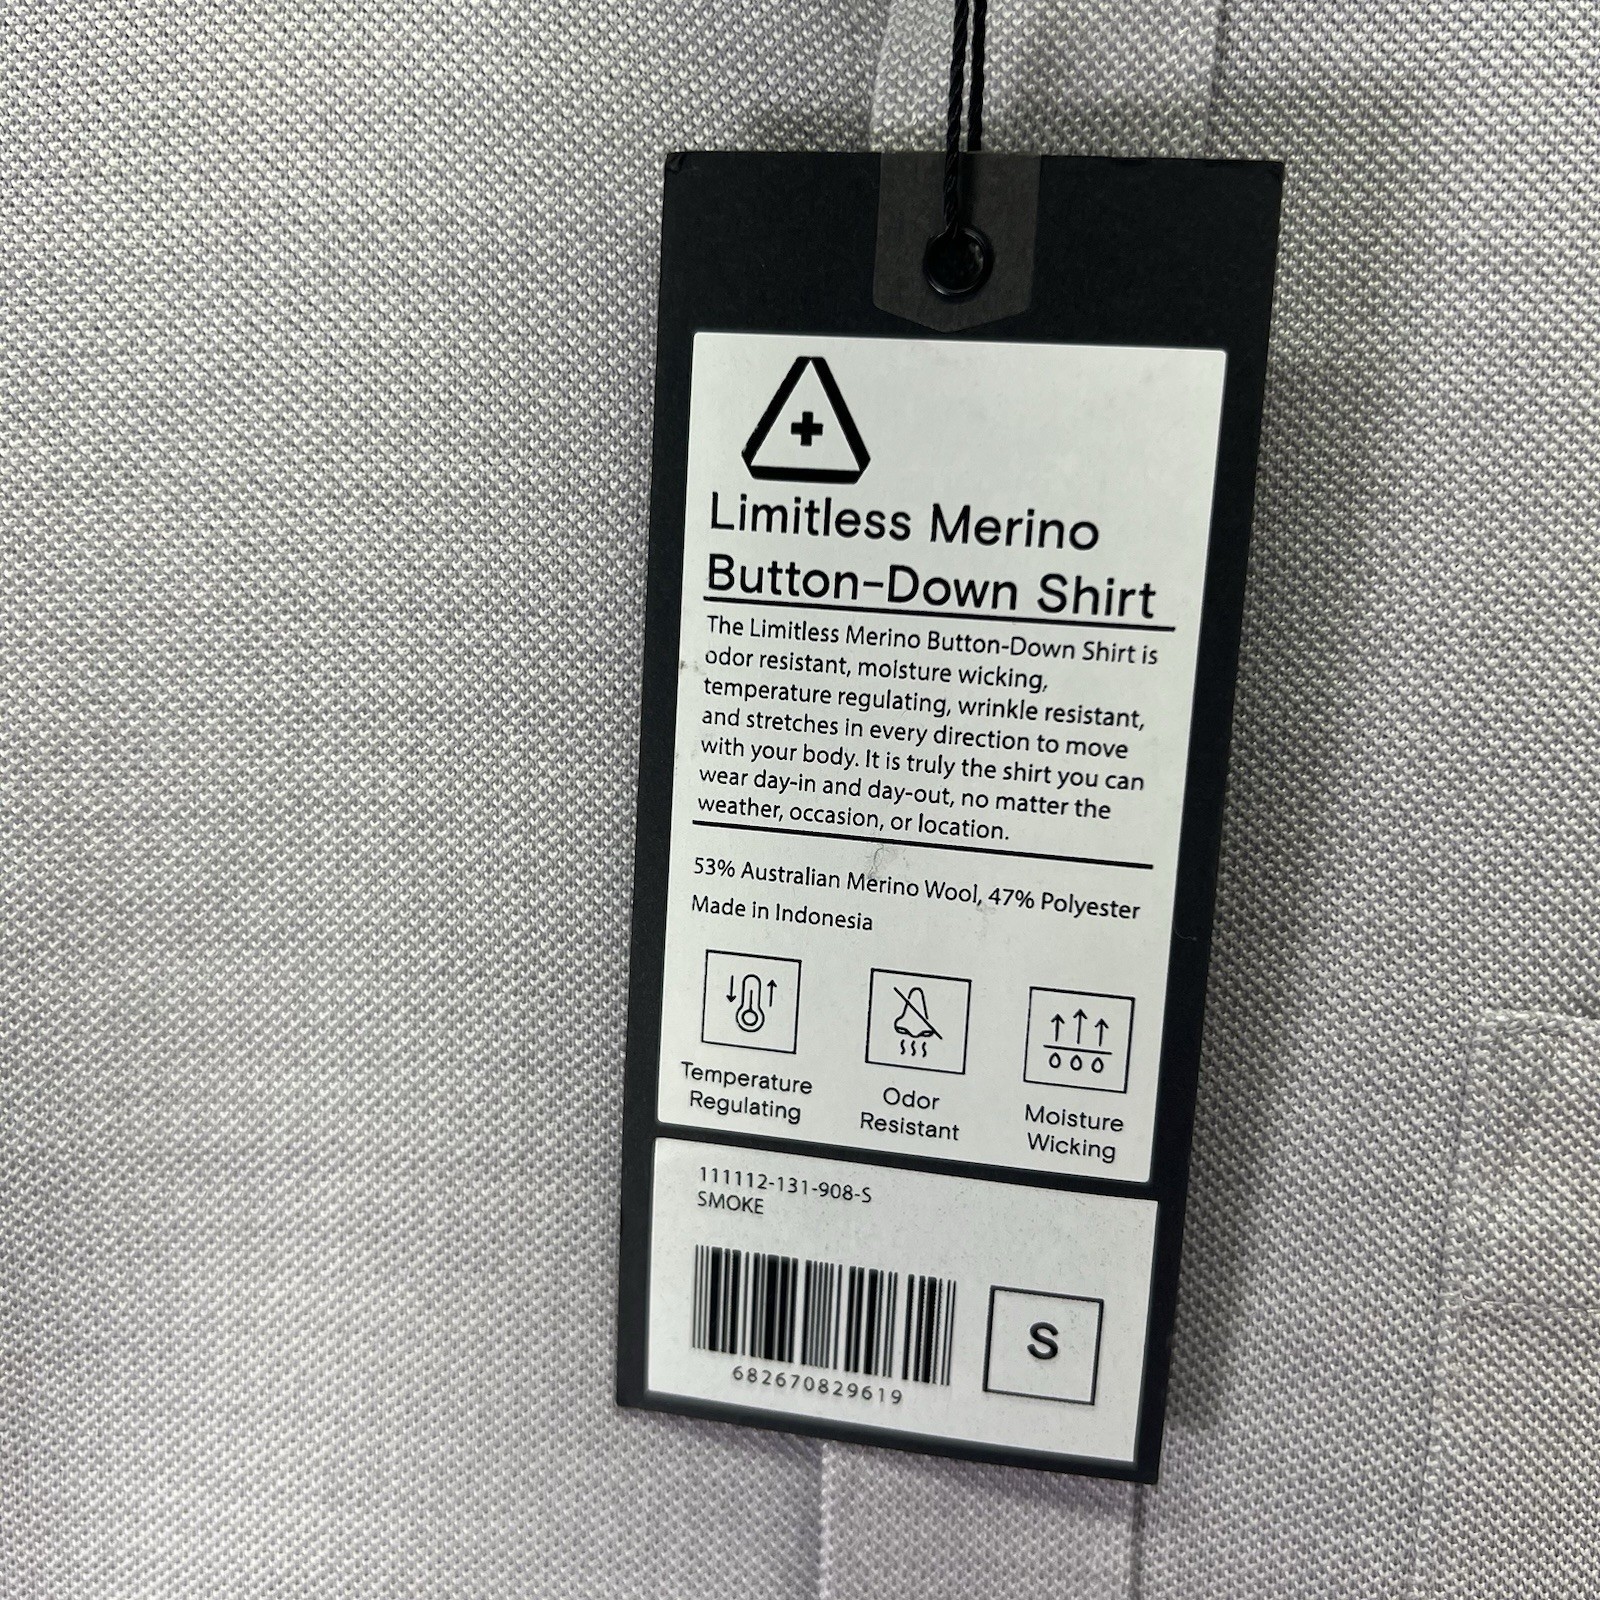 Limitless Merino
Button-Down Shirt
The Limitless Merino Button-Down Shirt is
odor resistant, moisture wicking,
temperature regulating, wrinkle resistant,
and stretches in every direction to move
with your body. It is truly the shirt you can
wear day-in and day-out, no matter the
weather, occasion, or location.
53% Australian Merino Wool, 47% Polyester
Made in Indonesia
Temperature
Regulating
Odor
Resistant
Moisture
Wicking
111112-131-908-S
SMOKE
682670829619
S